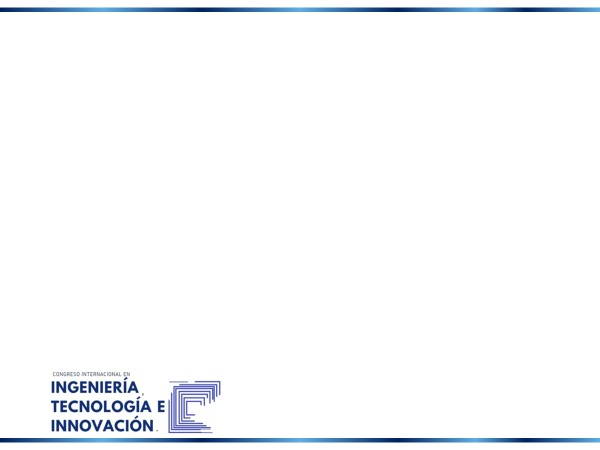 CONGRESO INTERNACIONAL EN
INGENIERÍA,
TECNOLOGÍA E
INNOVACIÓN.